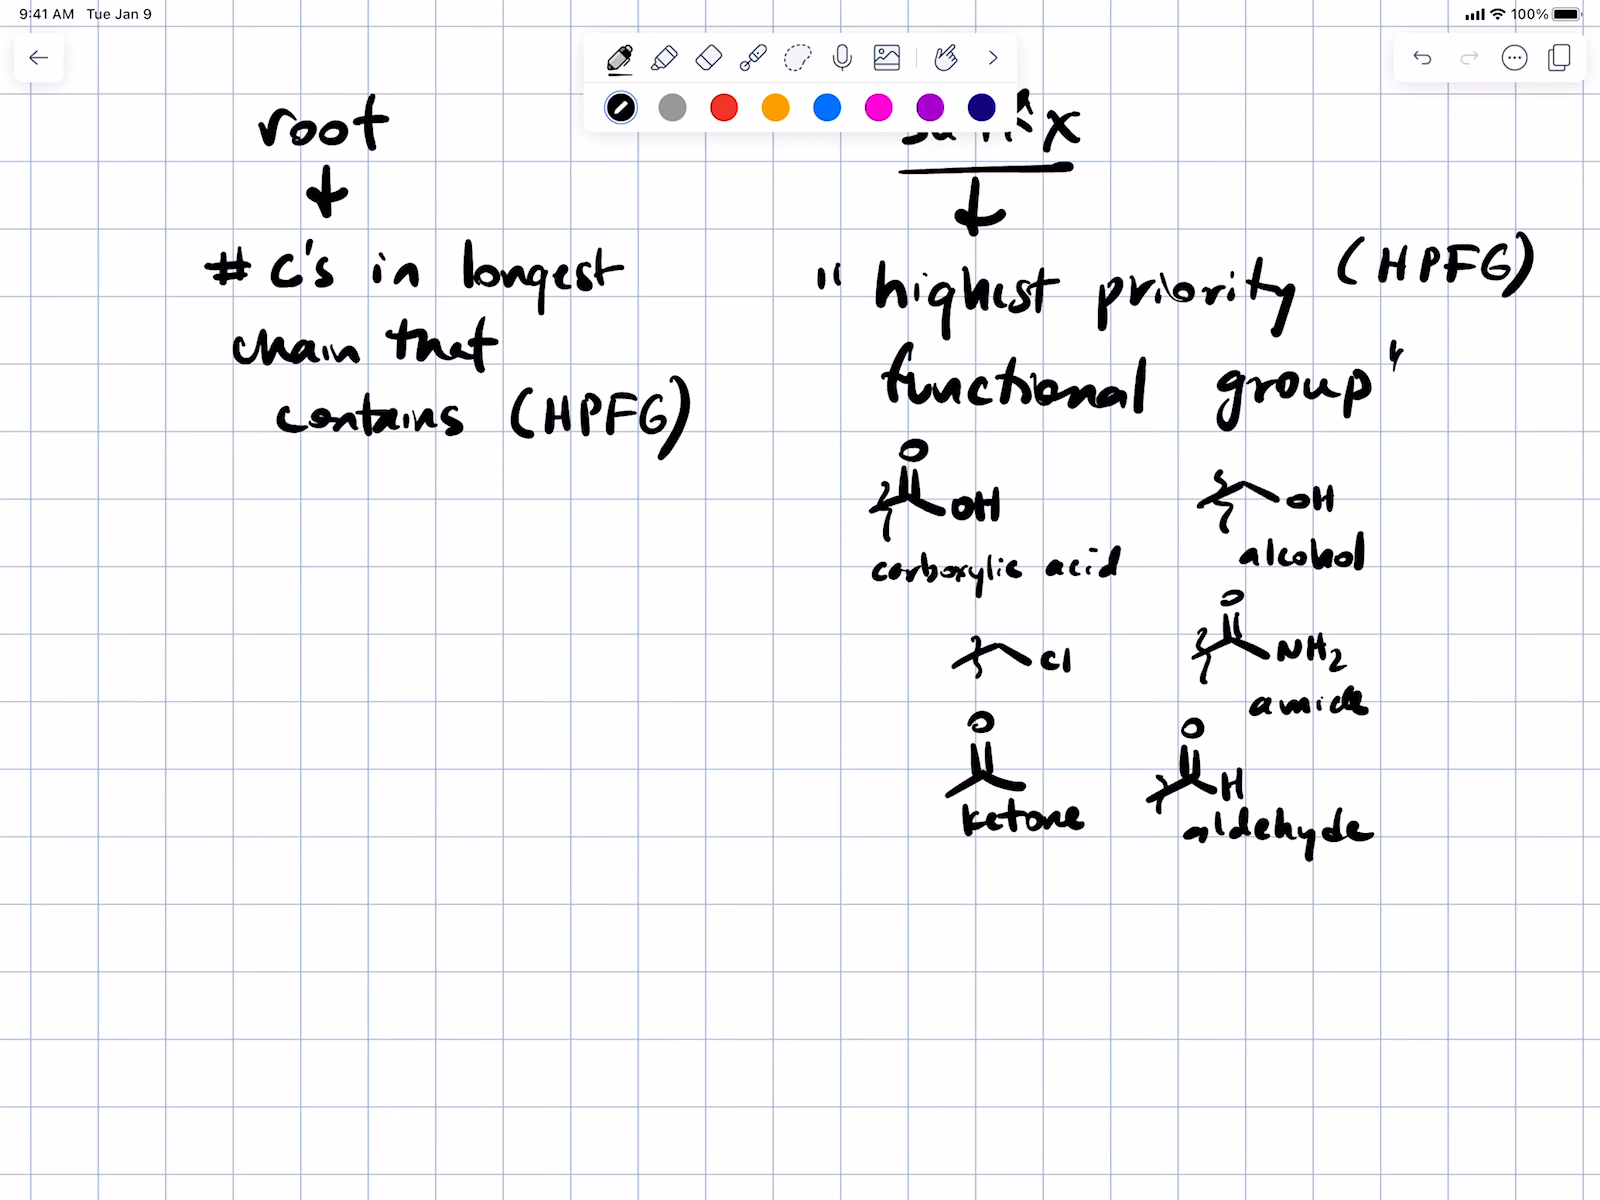 9:41 AM Tue Jan 9
100%
root
↓
# C's in longest
chain that
contains (HPFG)
x
↓
"highest priority (HPFG)
functional group"
O
OH
carboxylic acid
OH
alcohol
Cl
O
NH2
amide
O
ketone
O
H
aldehyde